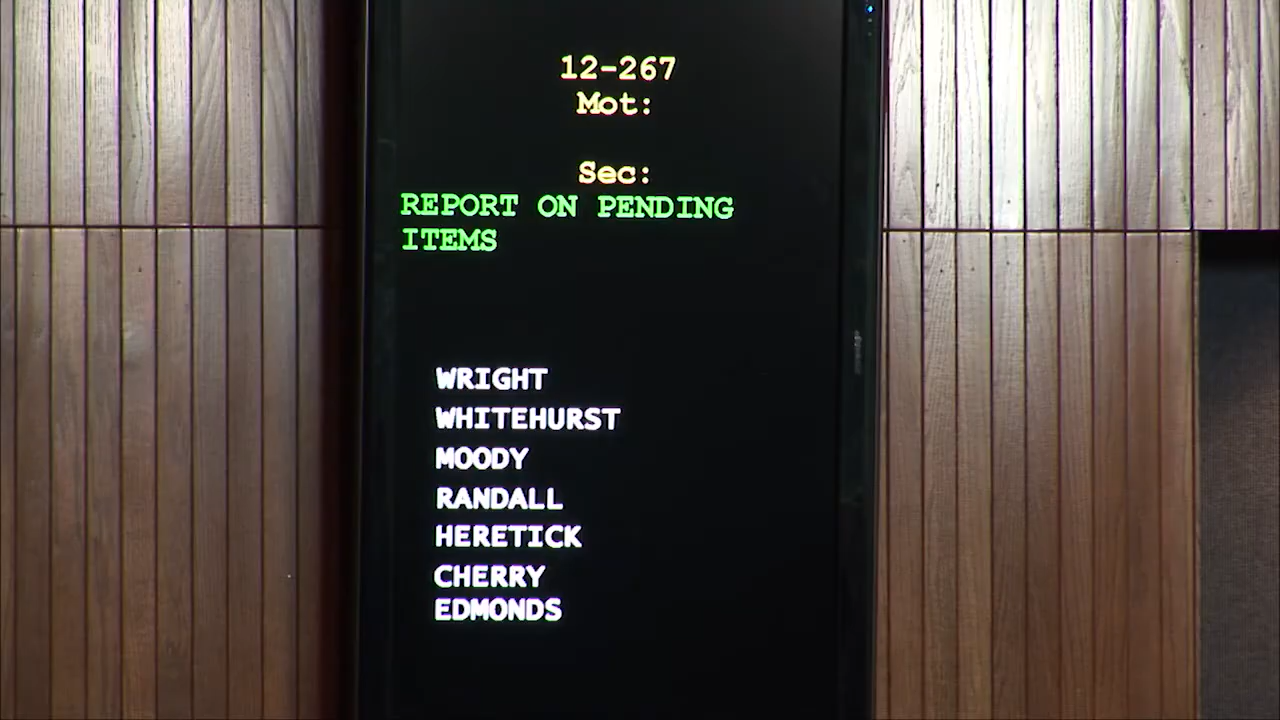 12-267
Mot:
Sec:
REPORT ON PENDING
ITEMS
WRIGHT
WHITEHURST
MOODY
RANDALL
HERETICK
CHERRY
EDMONDS